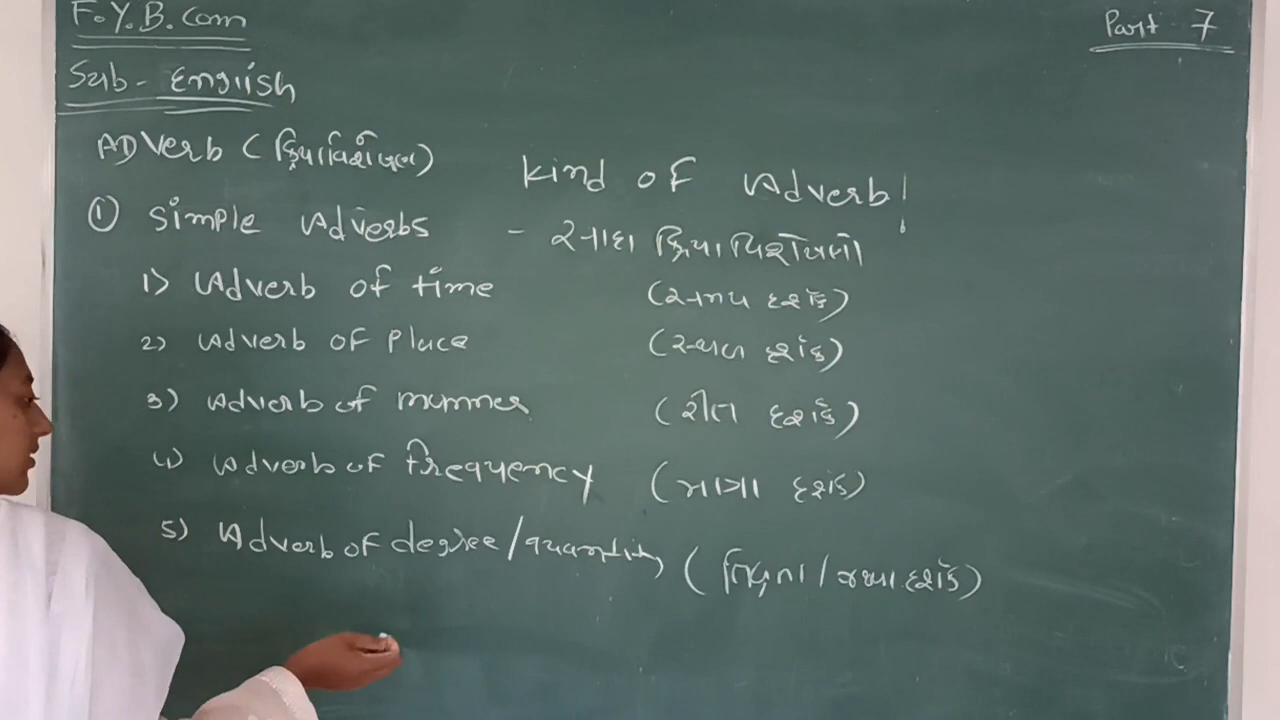 F.Y.B.Com
Part - 7
Sub - English
ADverb (ક્રિયાવિશેષણ)
Kind of Adverb!
① Simple Adverbs - સાદા ક્રિયા વિશેષણો
1) Adverb of time (સમય દર્શક)
2) Adverb of place (સ્થળ દર્શક)
3) Adverb of manner (રીત દર્શક)
4) Adverb of frequency (માત્રા દર્શક)
5) Adverb of degree/quantity ( / જથ્થા દર્શક)